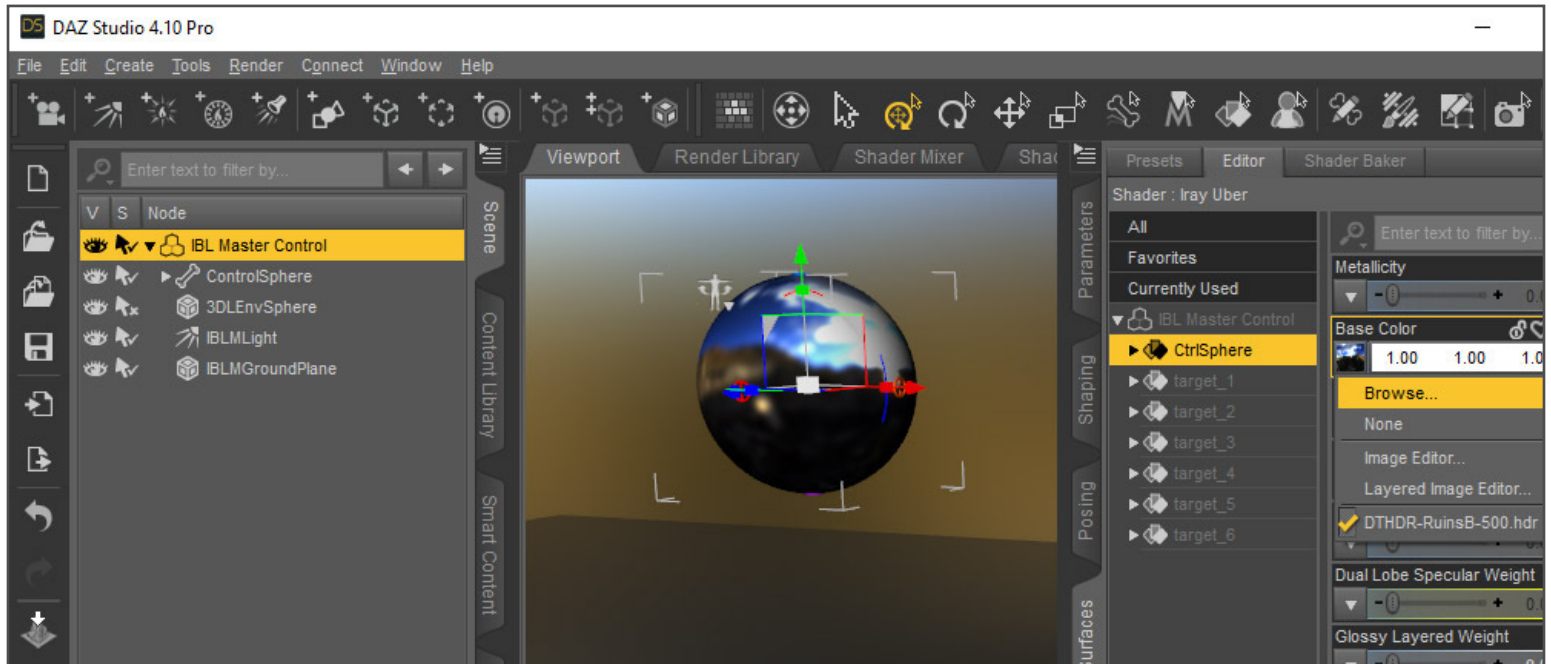 DS DAZ Studio 4.10 Pro
File Edit Create Tools Render Connect Window Help
Enter text to filter by...
V S Node
IBL Master Control
ControlSphere
3DLEnvSphere
IBLMLight
IBLMGroundPlane
Scene
Content Library
Smart Content
Viewport Render Library Shader Mixer Shad
Parameters
Shaping
Posing
Surfaces
Presets Editor Shader Baker
Shader : Iray Uber
All
Favorites
Currently Used
IBL Master Control
CtrlSphere
target_1
target_2
target_3
target_4
target_5
target_6
Enter text to filter by...
Metallicity
Base Color
1.00 1.00 1.0
Browse...
None
Image Editor...
Layered Image Editor...
DTHDR-RuinsB-500.hdr
Dual Lobe Specular Weight
Glossy Layered Weight